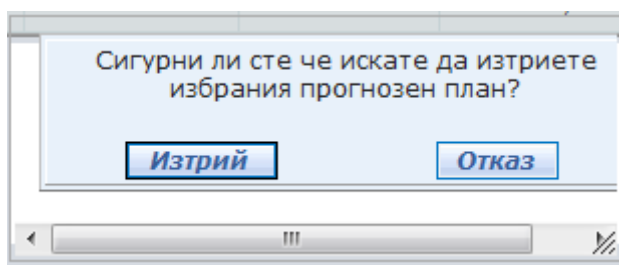 Сигурни ли сте че искате да изтриете
избрания прогнозен план?
Изтрий
Отказ